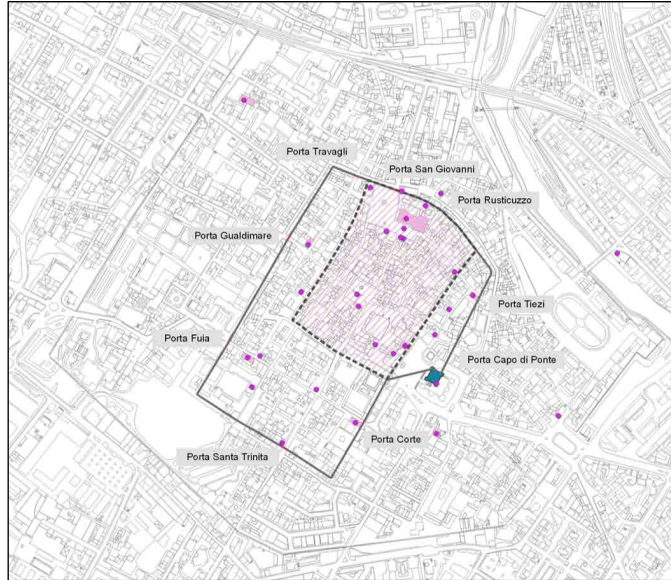 Porta Travagli
Porta San Giovanni
Porta Rusticuzzo
Porta Gualdimare
Porta Tiezi
Porta Fuia
Porta Capo di Ponte
Porta Corte
Porta Santa Trinita